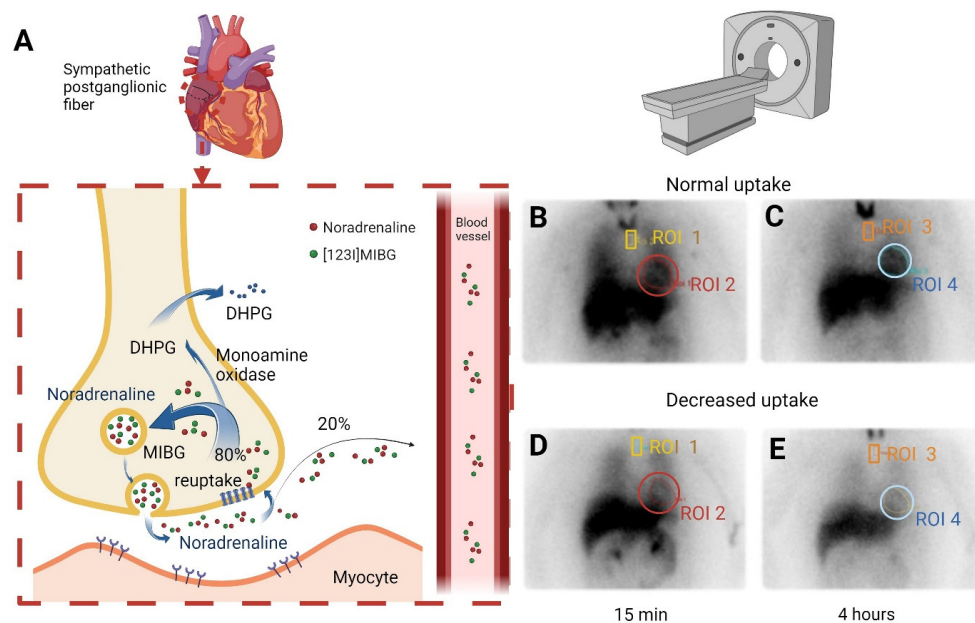 A
Sympathetic
postganglionic
fiber
Noradrenaline
[123I]MIBG
Blood
vessel
DHPG
DHPG
Monoamine
oxidase
Noradrenaline
MIBG
80%
reuptake
20%
Noradrenaline
Myocyte
Normal uptake
B
ROI 1
ROI 2
C
ROI 3
ROI 4
Decreased uptake
D
ROI 1
ROI 2
E
ROI 3
ROI 4
15 min
4 hours